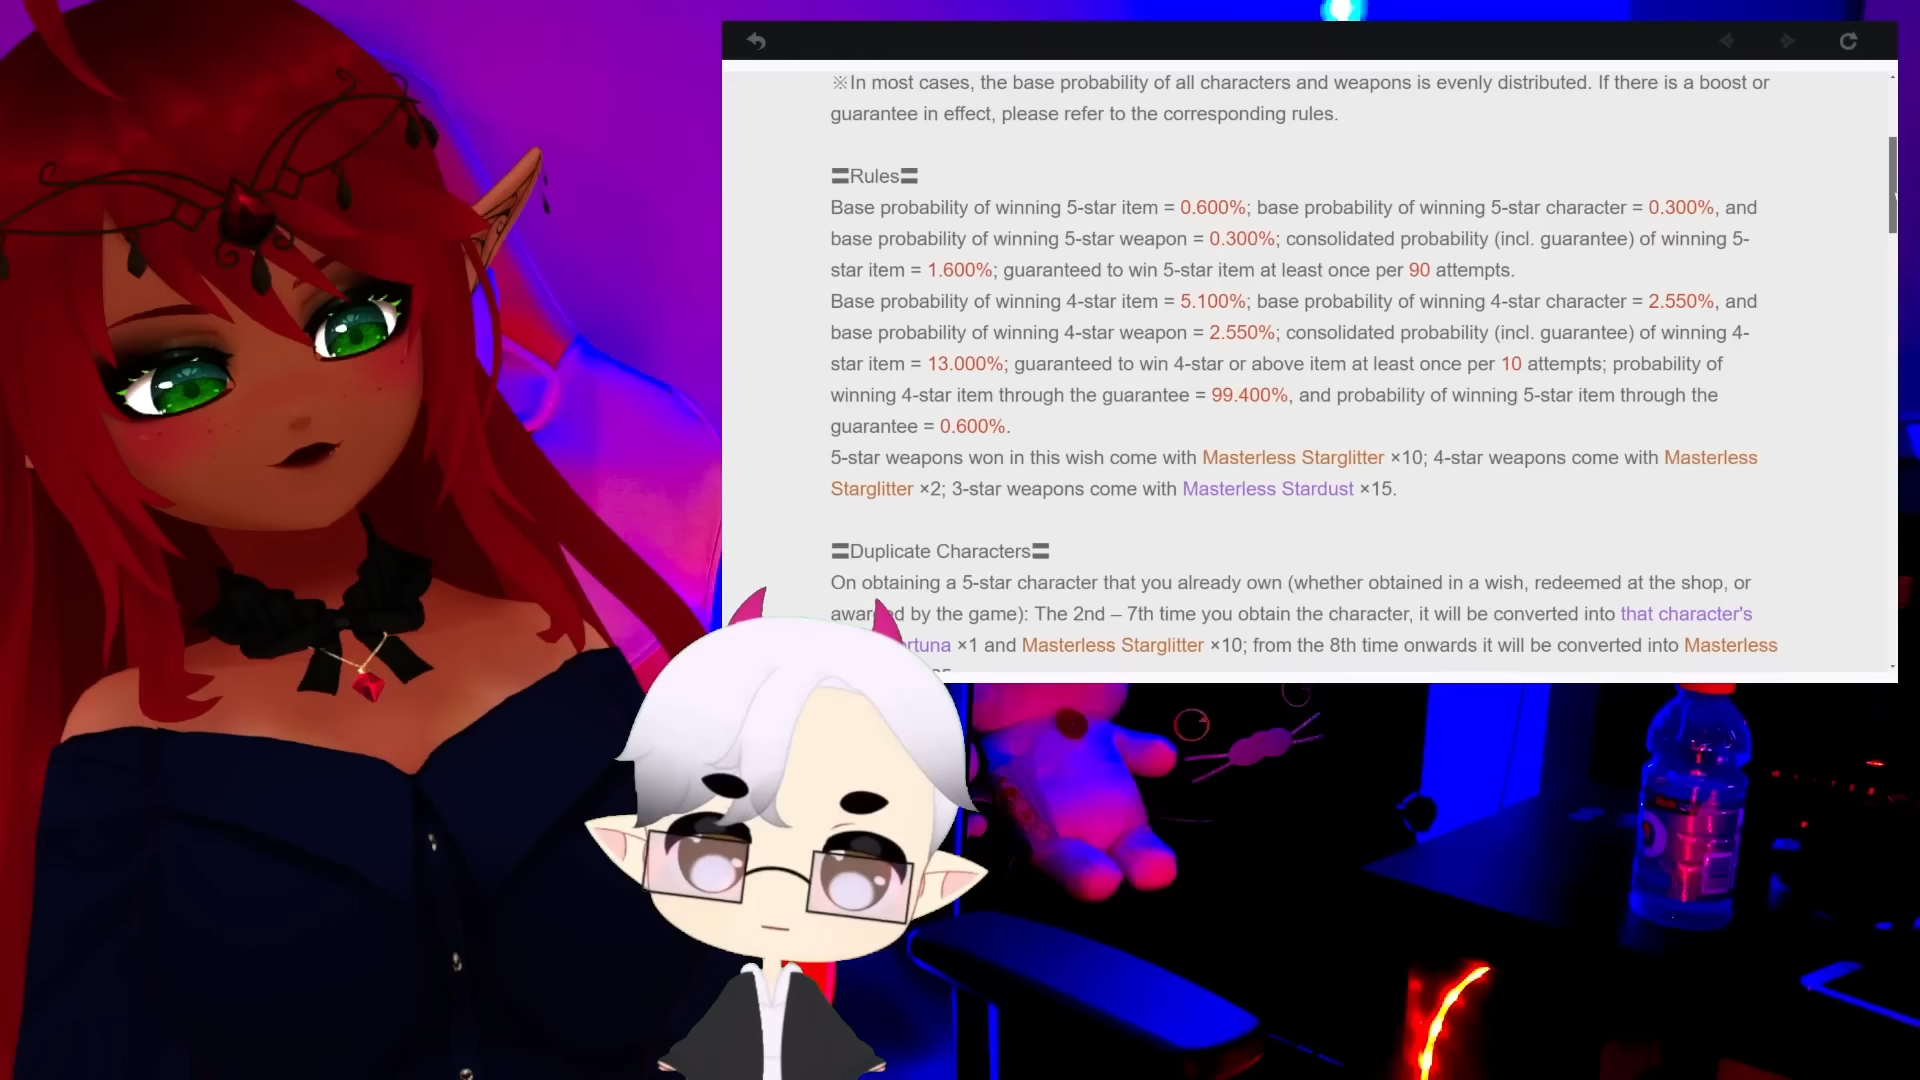 ※In most cases, the base probability of all characters and weapons is evenly distributed. If there is a boost or
guarantee in effect, please refer to the corresponding rules.
〓Rules〓
Base probability of winning 5-star item = 0.600%; base probability of winning 5-star character = 0.300%, and
base probability of winning 5-star weapon = 0.300%; consolidated probability (incl. guarantee) of winning 5-
star item = 1.600%; guaranteed to win 5-star item at least once per 90 attempts.
Base probability of winning 4-star item = 5.100%; base probability of winning 4-star character = 2.550%, and
base probability of winning 4-star weapon = 2.550%; consolidated probability (incl. guarantee) of winning 4-
star item = 13.000%; guaranteed to win 4-star or above item at least once per 10 attempts; probability of
winning 4-star item through the guarantee = 99.400%, and probability of winning 5-star item through the
guarantee = 0.600%.
5-star weapons won in this wish come with Masterless Starglitter ×10; 4-star weapons come with Masterless
Starglitter ×2; 3-star weapons come with Masterless Stardust ×15.
〓Duplicate Characters〓
On obtaining a 5-star character that you already own (whether obtained in a wish, redeemed at the shop, or
by the game): The 2nd – 7th time you obtain the character, it will be converted into that character's
×1 and Masterless Starglitter ×10; from the 8th time onwards it will be converted into Masterless